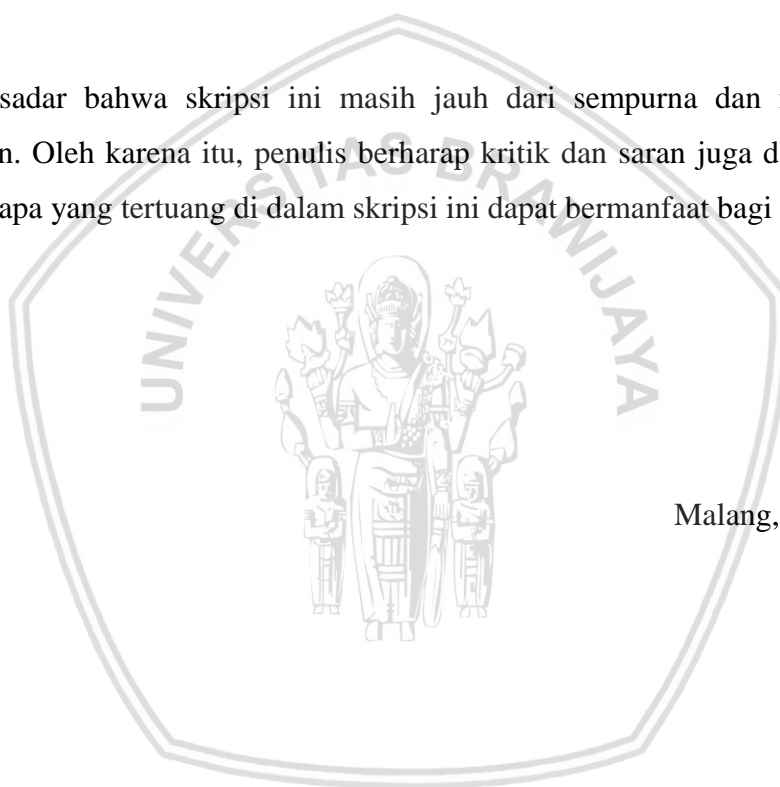 sadar bahwa skripsi ini masih jauh dari sempurna dan
n. Oleh karena itu, penulis berharap kritik dan saran juga d
apa yang tertuang di dalam skripsi ini dapat bermanfaat bagi
UNIVERSITAS BRAWIJAYA
Malang,